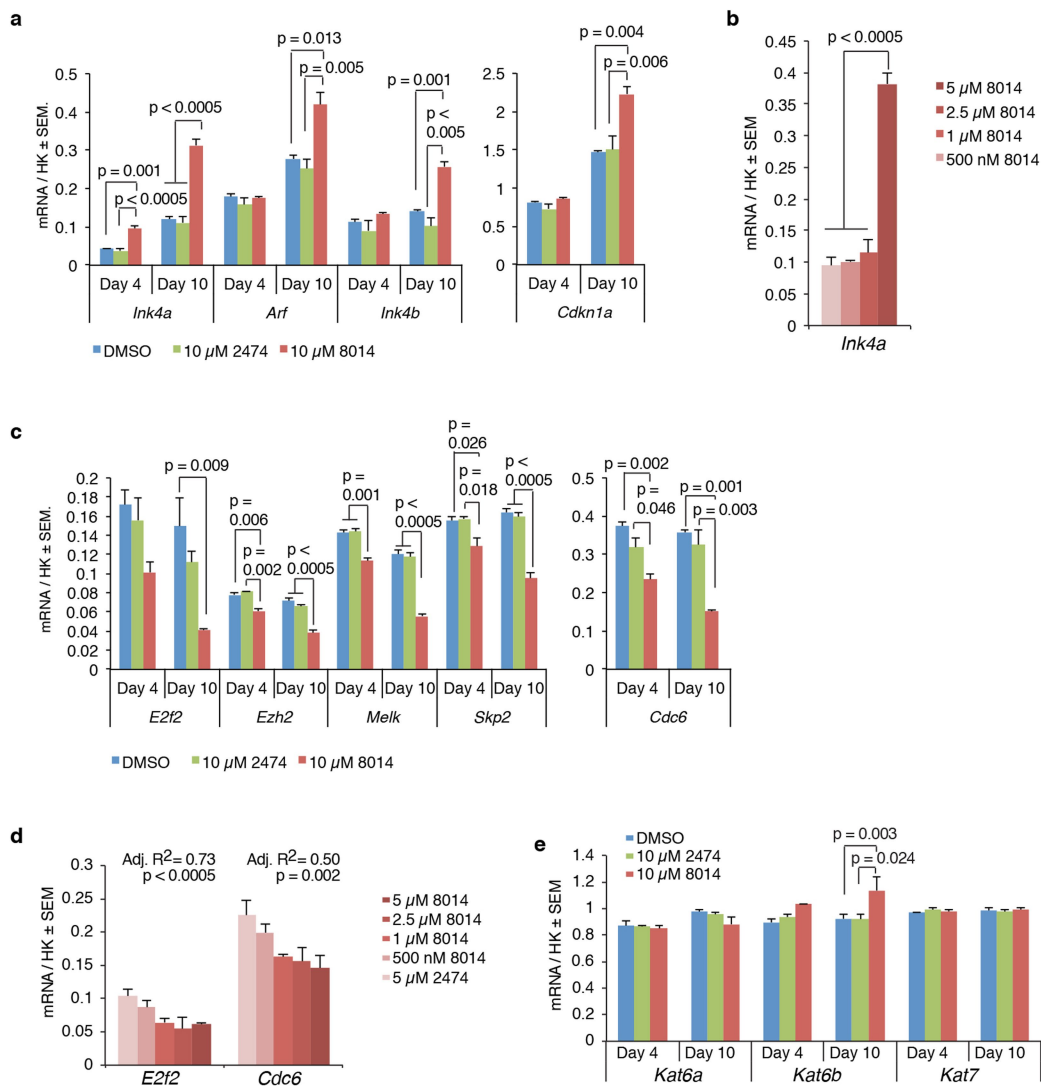 a
mRNA / HK ± SEM.
0.5
0.4
0.3
0.2
0.1
0
p = 0.001
p < 0.0005
p < 0.0005
p = 0.013
p = 0.005
p = 0.001
p <
0.005
Day 4
Day 10
Day 4
Day 10
Day 4
Day 10
Ink4a
Arf
Ink4b
2.5
2
1.5
1
0.5
0
p = 0.004
p = 0.006
Day 4
Day 10
Cdkn1a
DMSO
10 µM 2474
10 µM 8014
b
mRNA / HK ± SEM
0.45
0.4
0.35
0.3
0.25
0.2
0.15
0.1
0.05
0
p < 0.0005
Ink4a
5 µM 8014
2.5 µM 8014
1 µM 8014
500 nM 8014
c
mRNA / HK ± SEM.
0.2
0.18
0.16
0.14
0.12
0.1
0.08
0.06
0.04
0.02
0
p = 0.009
p =
0.006
p =
0.002
p <
0.0005
p =
0.001
p <
0.0005
p =
0.026
p =
0.018
p <
0.0005
Day 4
Day 10
Day 4
Day 10
Day 4
Day 10
Day 4
Day 10
E2f2
Ezh2
Melk
Skp2
0.5
0.4
0.3
0.2
0.1
0
p = 0.002
p =
0.046
p = 0.001
p = 0.003
Day 4
Day 10
Cdc6
DMSO
10 µM 2474
10 µM 8014
d
mRNA / HK ± SEM
0.3
0.25
0.2
0.15
0.1
0.05
0
Adj. R²= 0.73
p < 0.0005
Adj. R²= 0.50
p = 0.002
E2f2
Cdc6
5 µM 8014
2.5 µM 8014
1 µM 8014
500 nM 8014
5 µM 2474
e
DMSO
10 µM 2474
10 µM 8014
mRNA / HK ± SEM
1.4
1.2
1
0.8
0.6
0.4
0.2
0
p = 0.003
p = 0.024
Day 4
Day 10
Day 4
Day 10
Day 4
Day 10
Kat6a
Kat6b
Kat7